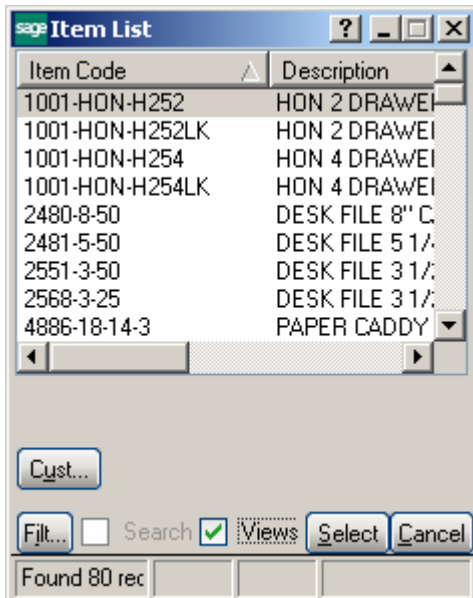 sage Item List ?
Item Code Description
1001-HON-H252 HON 2 DRAWE
1001-HON-H252LK HON 2 DRAWE
1001-HON-H254 HON 4 DRAWE
1001-HON-H254LK HON 4 DRAWE
2480-8-50 DESK FILE 8" C
2481-5-50 DESK FILE 5 1/
2551-3-50 DESK FILE 3 1/
2568-3-25 DESK FILE 3 1/
4886-18-14-3 PAPER CADDY
Cust...
Filt... Search Views Select Cancel
Found 80 rec